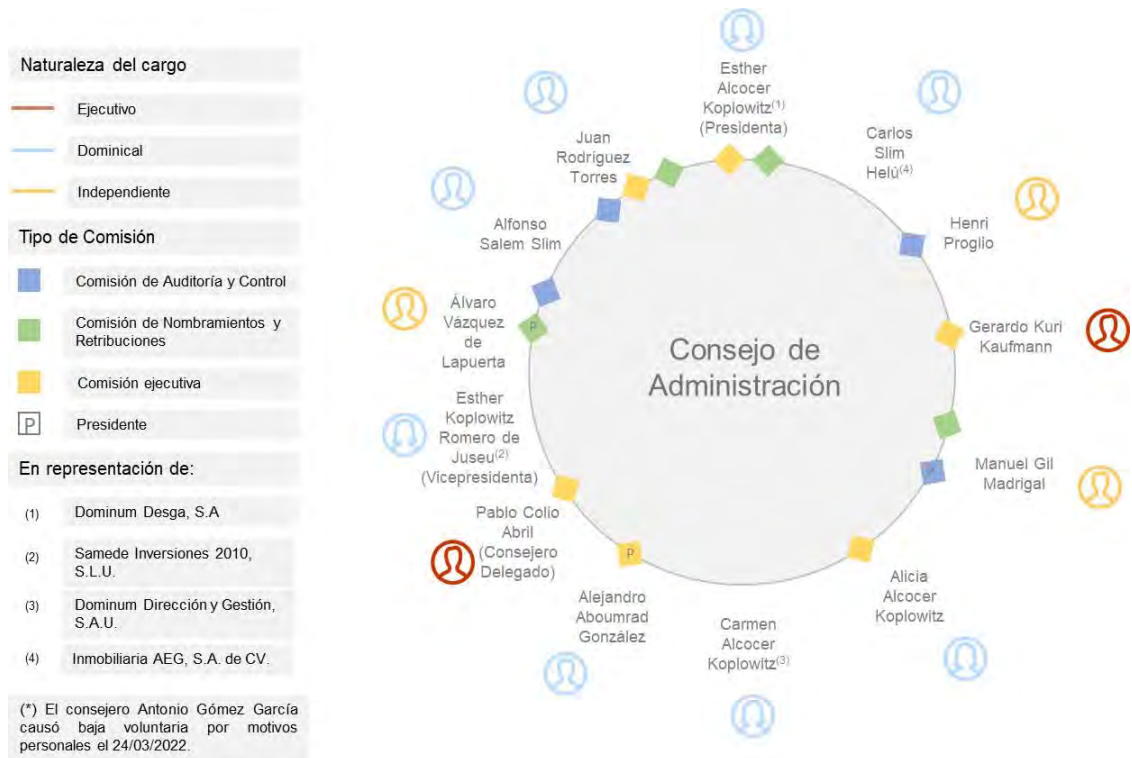 Naturaleza del cargo
Ejecutivo
Dominical
Independiente
Tipo de Comisión
Comisión de Auditoría y Control
Comisión de Nombramientos y
Retribuciones
Comisión ejecutiva
P
Presidente
En representación de:
(1)
Dominum Desga, S.A
(2)
Samede Inversiones 2010,
S.L.U.
(3)
Dominum Dirección y Gestión,
S.A.U.
(4)
Inmobiliaria AEG, S.A. de CV.
(*) El consejero Antonio Gómez García
causó baja voluntaria por motivos
personales el 24/03/2022.
Esther
Alcocer
Koplowitz(1)
(Presidenta)
Carlos
Slim
Helú(4)
Henri
Proglio
Gerardo Kuri
Kaufmann
Manuel Gil
Madrigal
Alicia
Alcocer
Koplowitz
Carmen
Alcocer
Koplowitz(3)
Alejandro
Aboumrad
González
P
Pablo Colio
Abril
(Consejero
Delegado)
Esther
Koplowitz
Romero de
Juseu(2)
(Vicepresidenta)
Álvaro
Vázquez
de
Lapuerta
P
Alfonso
Salem Slim
Juan
Rodríguez
Torres
Consejo de
Administración